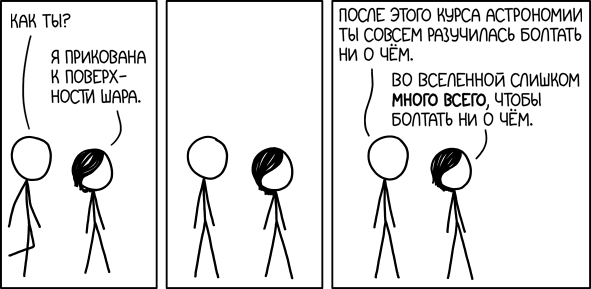 КАК ТЫ?
Я ПРИКОВАНА
К ПОВЕРХ-
НОСТИ ШАРА.
ПОСЛЕ ЭТОГО КУРСА АСТРОНОМИИ
ТЫ СОВСЕМ РАЗУЧИЛАСЬ БОЛТАТЬ
НИ О ЧЁМ.
ВО ВСЕЛЕННОЙ СЛИШКОМ
МНОГО ВСЕГО, ЧТОБЫ
БОЛТАТЬ НИ О ЧЁМ.